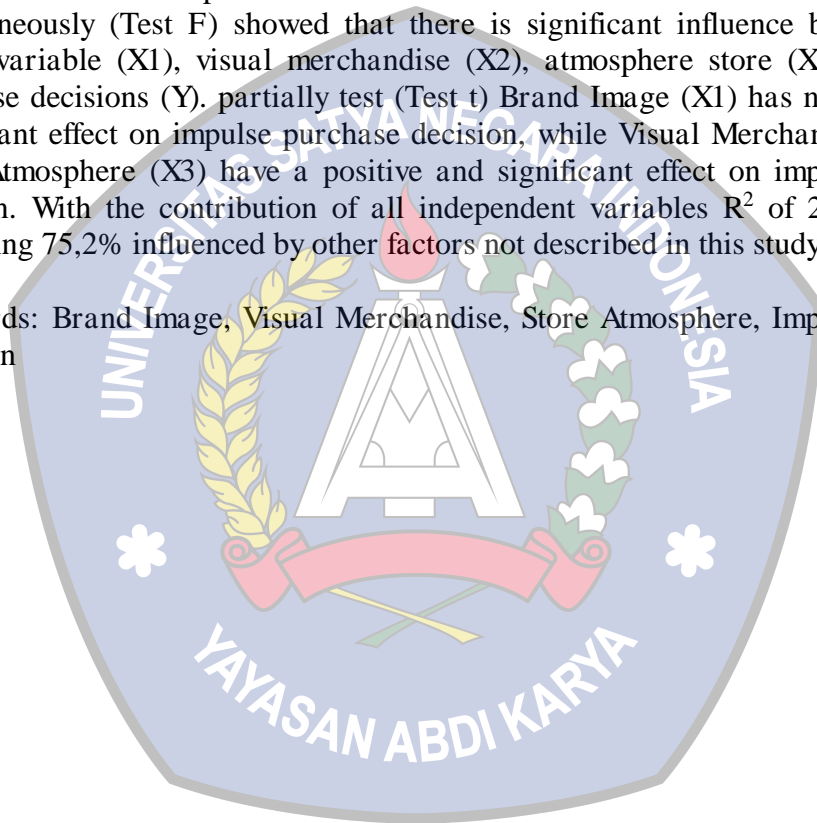 neously (Test F) showed that there is significant influence b
variable (X1), visual merchandise (X2), atmosphere store (X
se decisions (Y). partially test (Test t) Brand Image (X1) has n
ant effect on impulse purchase decision, while Visual Merchan
Atmosphere (X3) have a positive and significant effect on imp
n. With the contribution of all independent variables R² of 2
ing 75,2% influenced by other factors not described in this study
ds: Brand Image, Visual Merchandise, Store Atmosphere, Imp
n
UNIVERSITAS SATYA NEGARA INDONESIA
YAYASAN ABDI KARYA